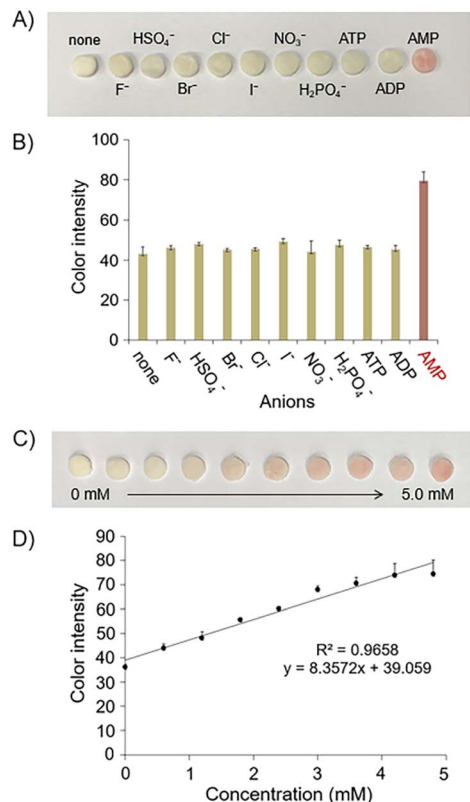 A)
none HSO₄⁻ Cl⁻ NO₃⁻ ATP AMP
F⁻ Br⁻ I⁻ H₂PO₄⁻ ADP
B)
100
80
60
40
20
0
Color intensity
none F⁻ HSO₄⁻ Br⁻ Cl⁻ I⁻ NO₃⁻ H₂PO₄⁻ ATP ADP AMP
Anions
C)
0 mM 5.0 mM
D)
90
80
70
60
50
40
30
20
10
0
Color intensity
R² = 0.9658
y = 8.3572x + 39.059
0 1 2 3 4 5
Concentration (mM)